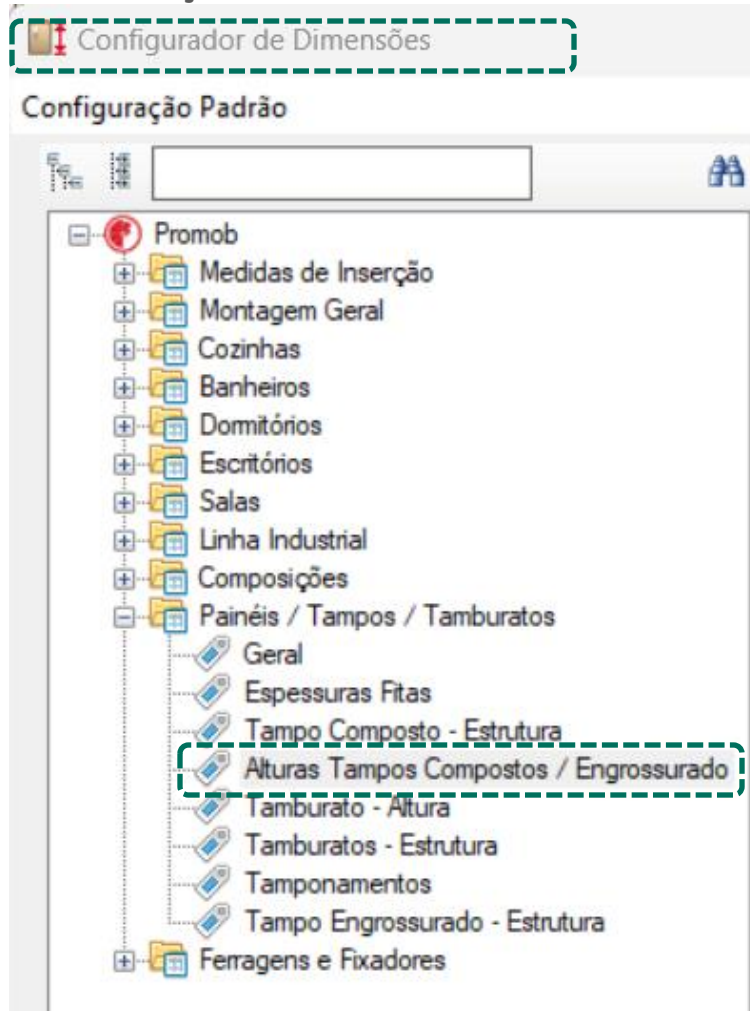 Configurador de Dimensões
Configuração Padrão
Promob
Medidas de Inserção
Montagem Geral
Cozinhas
Banheiros
Dormitórios
Escritórios
Salas
Linha Industrial
Composições
Painéis / Tampos / Tamburatos
Geral
Espessuras Fitas
Tampo Composto - Estrutura
Alturas Tampos Compostos / Engrossurado
Tamburato - Altura
Tamburatos - Estrutura
Tamponamentos
Tampo Engrossurado - Estrutura
Ferragens e Fixadores